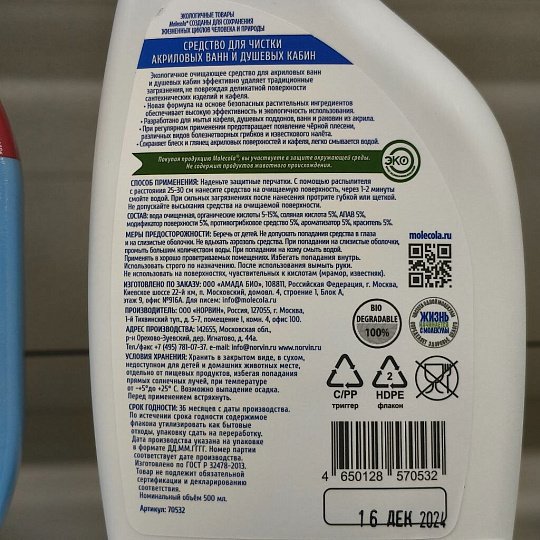 ЭКОЛОГИЧНЫЕ ТОВАРЫ
Molecola® СОЗДАНЫ ДЛЯ СОХРАНЕНИЯ
ЖИЗНЕННЫХ ЦИКЛОВ ЧЕЛОВЕКА И ПРИРОДЫ
СРЕДСТВО ДЛЯ ЧИСТКИ
АКРИЛОВЫХ ВАНН И ДУШЕВЫХ КАБИН
Экологичное очищающее средство для акриловых ванн
и душевых кабин эффективно удаляет традиционные
загрязнения, не повреждая деликатной поверхности
сантехнических изделий и кафеля.
• Новая формула на основе безопасных растительных ингредиентов
обеспечивает высокую эффективность и экологичность использования.
• Разработано для мытья кафеля, душевых поддонов, ванн и раковин из акрила.
• При регулярном применении предотвращает появление чёрной плесени,
различных видов болезнетворных грибков и известкового налёта.
• Сохраняет блеск и глянец акриловых поверхностей и кафеля, легко смывается водой.
Покупая продукцию Molecola®, вы участвуете в защите окружающей среды.
Не содержит продуктов животного происхождения.
ЭКО
СПОСОБ ПРИМЕНЕНИЯ: Наденьте защитные перчатки. С помощью распылителя
с расстояния 25-30 см нанесите средство на очищаемую поверхность, через 1-2 минуты
смойте водой. При сильных загрязнениях после нанесения протрите губкой или щеткой.
Не допускайте высыхания средства на очищаемой поверхности.
СОСТАВ: вода очищенная, органические кислоты 5-15%, соляная кислота 5%, АПАВ 5%,
модификатор поверхности 5%, противогрибковое средство 5%, ароматизатор 5%, краситель 5%.
МЕРЫ ПРЕДОСТОРОЖНОСТИ: Беречь от детей. Не допускать попадания средства в глаза
и на слизистые оболочки. Не вдыхать аэрозоль средства. При попадании на слизистые оболочки,
промыть большим количеством воды. При попадании на кожу смыть водой.
Применять в хорошо проветриваемых помещениях. Избегать попадания внутрь.
Использовать строго по назначению. После использования вымыть руки.
Не использовать на поверхностях, чувствительных к кислотам (мрамор, известняк).
molecola.ru
ИЗГОТОВЛЕНО ПО ЗАКАЗУ: ООО «АМАДА БИО», 108811, Российская Федерация, г. Москва,
Киевское шоссе 22-й км, п. Московский, домовл. 4, строение 1, Блок А,
этаж 9, офис №916А. Для писем: info@molecola.ru
ПРОИЗВОДИТЕЛЬ: ООО «НОРВИН», Россия, 127055, г. Москва,
1-й Тихвинский туп., д. 5-7, помещение I, комн. 4, офис 100.
АДРЕС ПРОИЗВОДСТВА: 142655, Московская обл.,
р-н Орехово-Зуевский, дер. Игнатово, д. 44а.
Тел./факс +7 (495) 781-07-37. e-mail: norvin@norvin.ru www.norvin.ru
УСЛОВИЯ ХРАНЕНИЯ: Хранить в закрытом виде, в сухом,
недоступном для детей и домашних животных месте,
отдельно от пищевых продуктов, избегая попадания
прямых солнечных лучей, при температуре
от -+5°до +25° С. Возможно выпадение осадка.
Перед применением встряхнуть.
BIO
DEGRADABLE
100%
ЖИЗНЬ
C/PP
триггер
2
HDPE
флакон
СРОК ГОДНОСТИ: 36 месяцев с даты производства.
По истечении срока годности содержимое
флакона утилизировать как бытовые
отходы, упаковку сдать на переработку.
Дата производства указана на упаковке
в формате ДД.ММ.ГГГГ. Номер партии
соответствует дате производства.
Изготовлено по ГОСТ Р 32478-2013.
Товар не подлежит обязательной
сертификации и декларированию
соответствия.
Номинальный объём 500 мл.
Артикул: 70532
4 650128 570532
16 ДЕК 2024